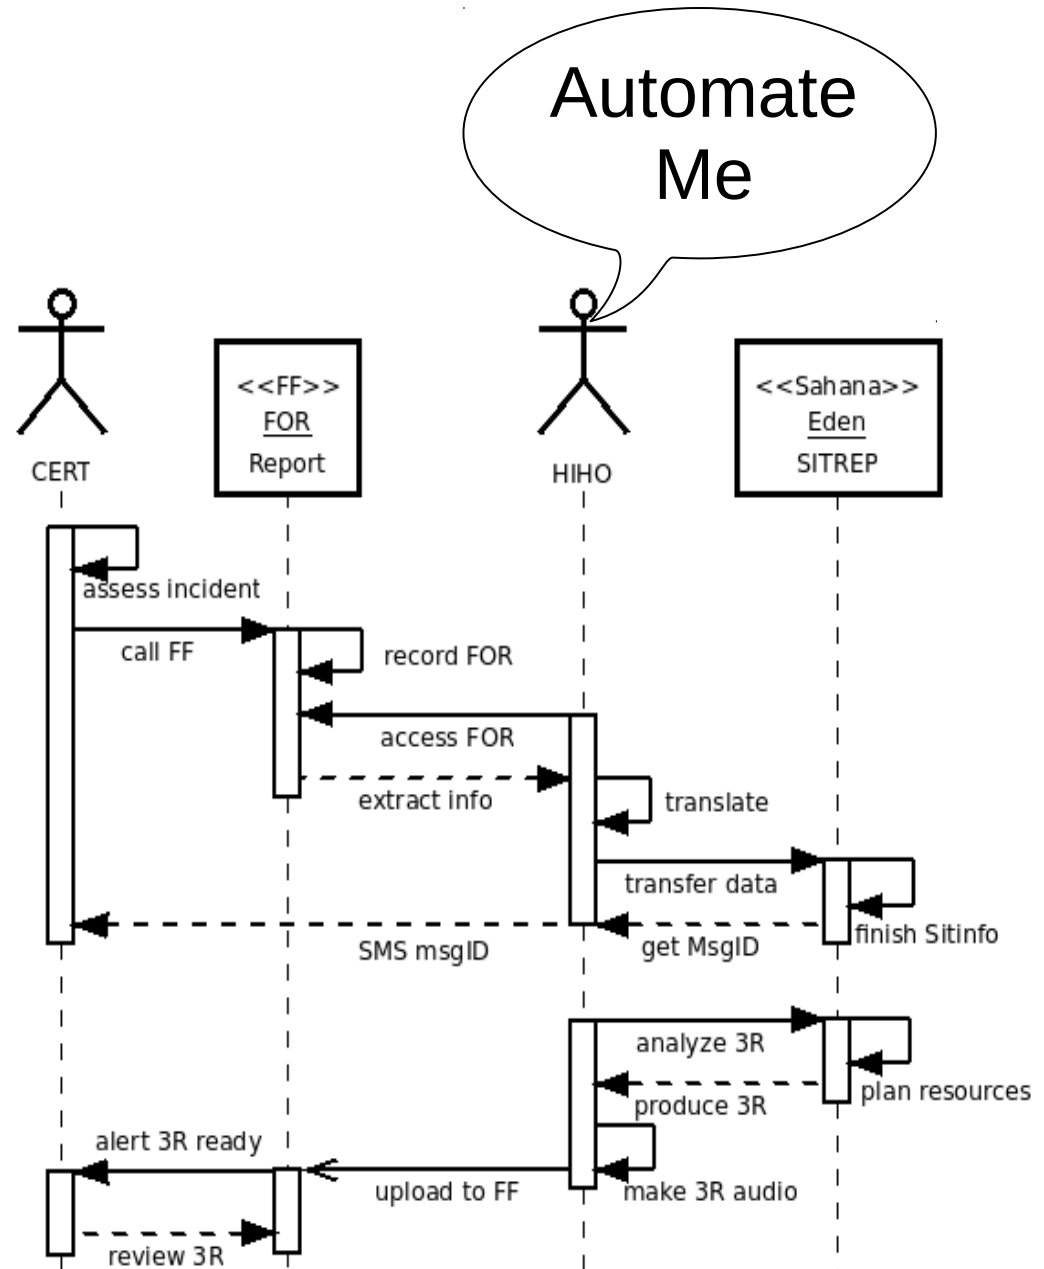 Automate
Me
<<FF>>
FOR
Report
<<Sahana>>
Eden
SITREP
CERT
HIHO
assess incident
call FF
record FOR
access FOR
extract info
translate
transfer data
finish Sitinfo
get MsgID
SMS msgID
analyze 3R
plan resources
produce 3R
alert 3R ready
upload to FF
make 3R audio
review 3R